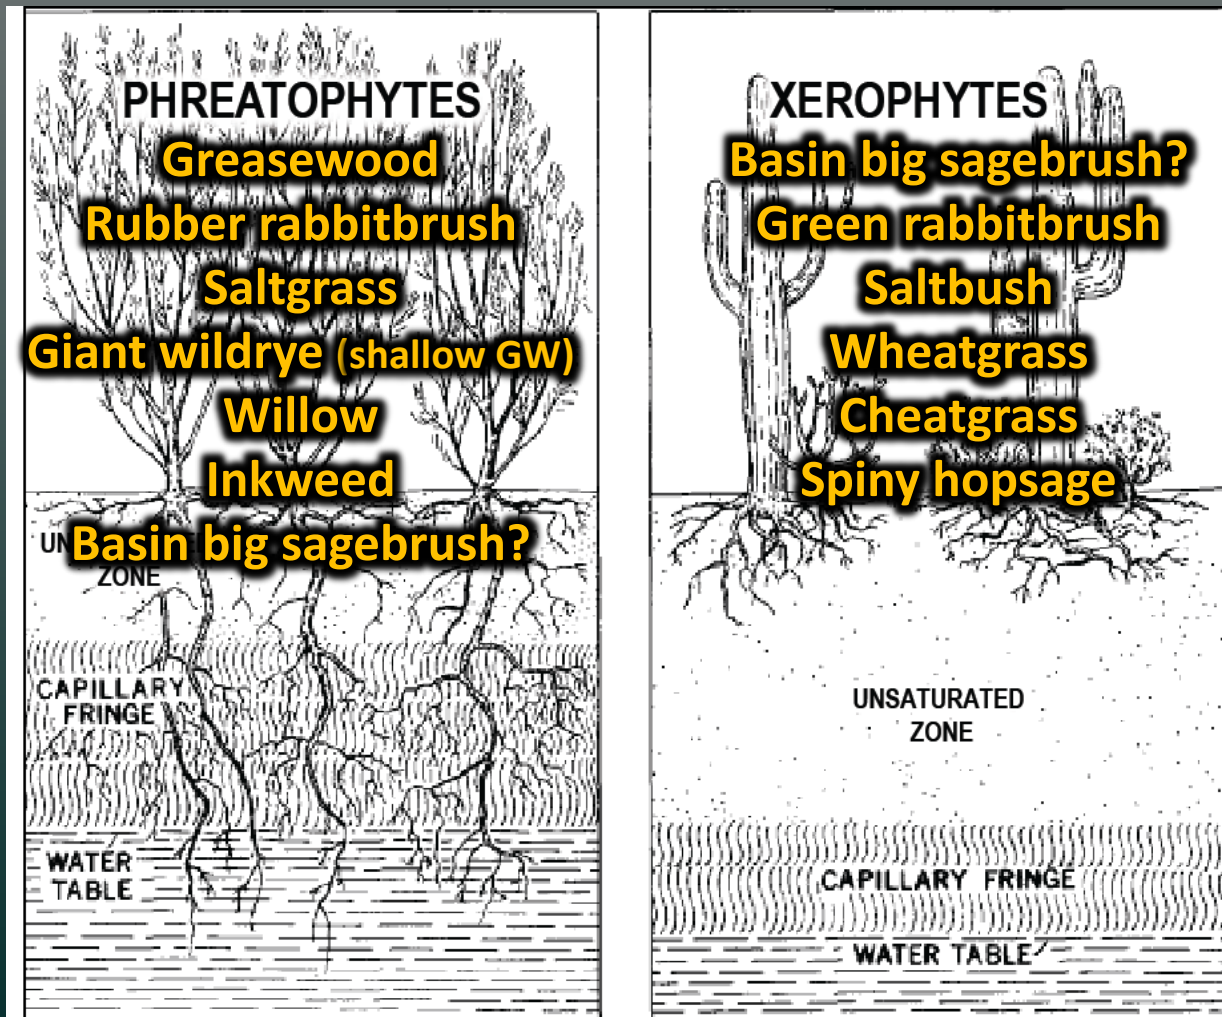 PHREATOPHYTES
Greasewood
Rubber rabbitbrush
Saltgrass
Giant wildrye (shallow GW)
Willow
Inkweed
Basin big sagebrush?
ZONE
CAPILLARY
FRINGE
WATER
TABLE
XEROPHYTES
Basin big sagebrush?
Green rabbitbrush
Saltbush
Wheatgrass
Cheatgrass
Spiny hopsage
UNSATURATED
ZONE
CAPILLARY FRINGE
WATER TABLE